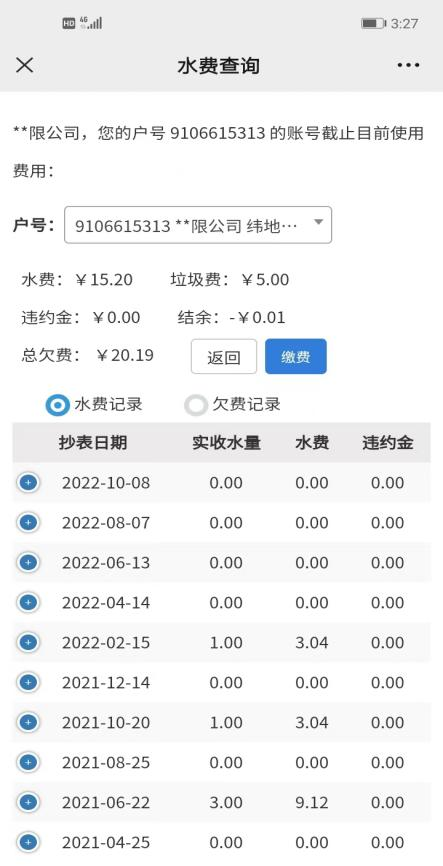 HD 4G 3:27
水费查询
**限公司，您的户号 9106615313 的账号截止目前使用
费用：
户号： 9106615313 **限公司 纬地…
水费：￥15.20 垃圾费：￥5.00
违约金：￥0.00 结余：-￥0.01
总欠费：￥20.19 返回 缴费
水费记录 欠费记录
抄表日期 实收水量 水费 违约金
2022-10-08 0.00 0.00 0.00
2022-08-07 0.00 0.00 0.00
2022-06-13 0.00 0.00 0.00
2022-04-14 0.00 0.00 0.00
2022-02-15 1.00 3.04 0.00
2021-12-14 0.00 0.00 0.00
2021-10-20 1.00 3.04 0.00
2021-08-25 0.00 0.00 0.00
2021-06-22 3.00 9.12 0.00
2021-04-25 0.00 0.00 0.00